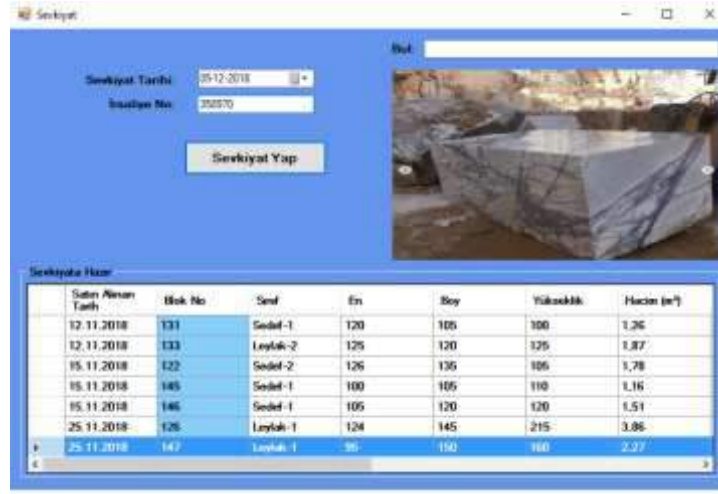 Sevkiyat
Bul:
Sevkiyat Tarihi: 05-12-2018
İrsaliye No: 350970
Sevkiyat Yap
Sevkiyata Hazır
Satın Alınan Tarih Blok No Sınıf En Boy Yükseklik Hacim (m³)
12.11.2018 131 Sedef-1 120 105 100 1,26
12.11.2018 133 Leylak-2 125 120 125 1,87
15.11.2018 122 Sedef-2 126 135 105 1,78
15.11.2018 145 Sedef-1 100 105 110 1,16
15.11.2018 146 Sedef-1 105 120 120 1,51
25.11.2018 126 Leylak-1 124 145 215 3,86
25.11.2018 147 Leylak-1 95 150 160 2,27